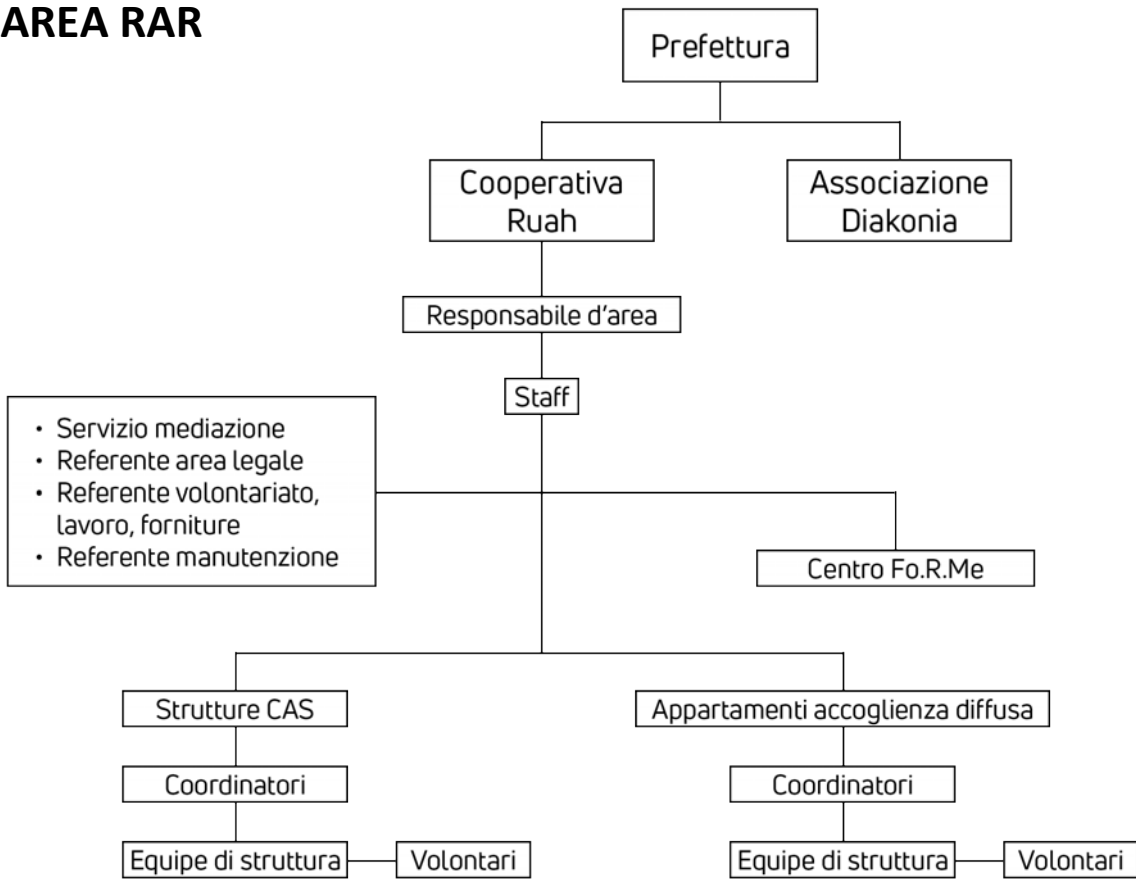 AREA RAR
Prefettura
Cooperativa
Ruah
Associazione
Diakonia
Responsabile d'area
Staff
• Servizio mediazione
• Referente area legale
• Referente volontariato,
lavoro, forniture
• Referente manutenzione
Centro Fo.R.Me
Strutture CAS
Appartamenti accoglienza diffusa
Coordinatori
Coordinatori
Equipe di struttura
Volontari
Equipe di struttura
Volontari